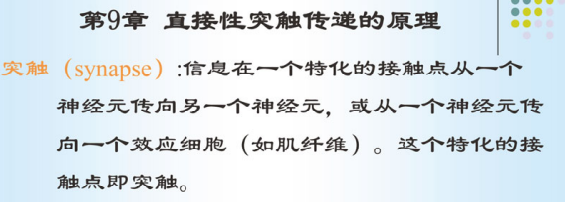 第9章 直接性突触传递的原理
突触（synapse）:信息在一个特化的接触点从一个
神经元传向另一个神经元，或从一个神经元传
向一个效应细胞（如肌纤维）。这个特化的接
触点即突触。